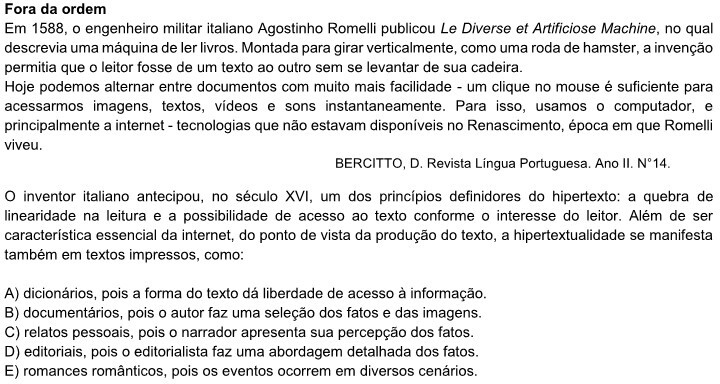 Fora da ordem
Em 1588, o engenheiro militar italiano Agostinho Romelli publicou Le Diverse et Artificiose Machine, no qual
descrevia uma máquina de ler livros. Montada para girar verticalmente, como uma roda de hamster, a invenção
permitia que o leitor fosse de um texto ao outro sem se levantar de sua cadeira.
Hoje podemos alternar entre documentos com muito mais facilidade - um clique no mouse é suficiente para
acessarmos imagens, textos, vídeos e sons instantaneamente. Para isso, usamos o computador, e
principalmente a internet - tecnologias que não estavam disponíveis no Renascimento, época em que Romelli
viveu.
BERCITTO, D. Revista Língua Portuguesa. Ano II. N°14.
O inventor italiano antecipou, no século XVI, um dos princípios definidores do hipertexto: a quebra de
linearidade na leitura e a possibilidade de acesso ao texto conforme o interesse do leitor. Além de ser
característica essencial da internet, do ponto de vista da produção do texto, a hipertextualidade se manifesta
também em textos impressos, como:
A) dicionários, pois a forma do texto dá liberdade de acesso à informação.
B) documentários, pois o autor faz uma seleção dos fatos e das imagens.
C) relatos pessoais, pois o narrador apresenta sua percepção dos fatos.
D) editoriais, pois o editorialista faz uma abordagem detalhada dos fatos.
E) romances românticos, pois os eventos ocorrem em diversos cenários.